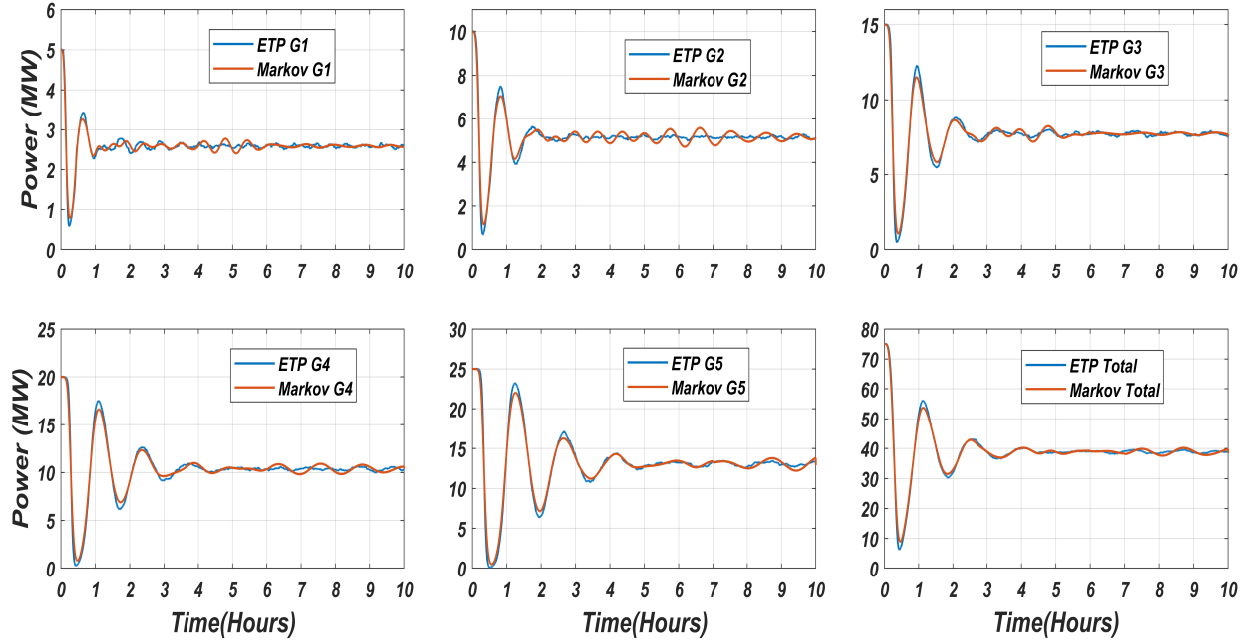 6
5
4
3
2
1
0
Power (MW)
ETP G1
Markov G1
0 1 2 3 4 5 6 7 8 9 10
10
8
6
4
2
0
ETP G2
Markov G2
0 1 2 3 4 5 6 7 8 9 10
15
10
5
0
ETP G3
Markov G3
0 1 2 3 4 5 6 7 8 9 10
25
20
15
10
5
0
Power (MW)
ETP G4
Markov G4
0 1 2 3 4 5 6 7 8 9 10
Time(Hours)
30
25
20
15
10
5
0
ETP G5
Markov G5
0 1 2 3 4 5 6 7 8 9 10
Time(Hours)
80
70
60
50
40
30
20
10
0
ETP Total
Markov Total
0 1 2 3 4 5 6 7 8 9 10
Time(Hours)